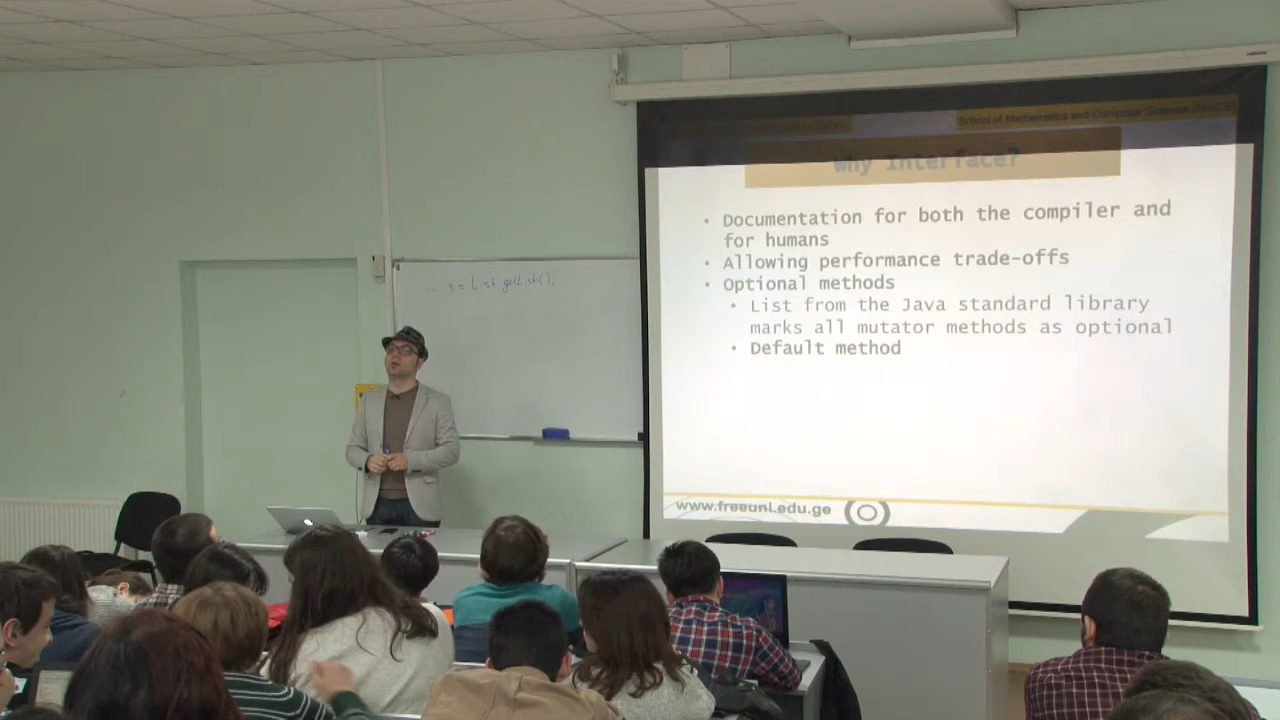 School of Mathematics and Computer Science (MACS)
Why Interface?
• Documentation for both the compiler and
for humans
• Allowing performance trade-offs
• Optional methods
• List from the Java standard library
marks all mutator methods as optional
• Default method
www.freeuni.edu.ge
... s = List.getList();